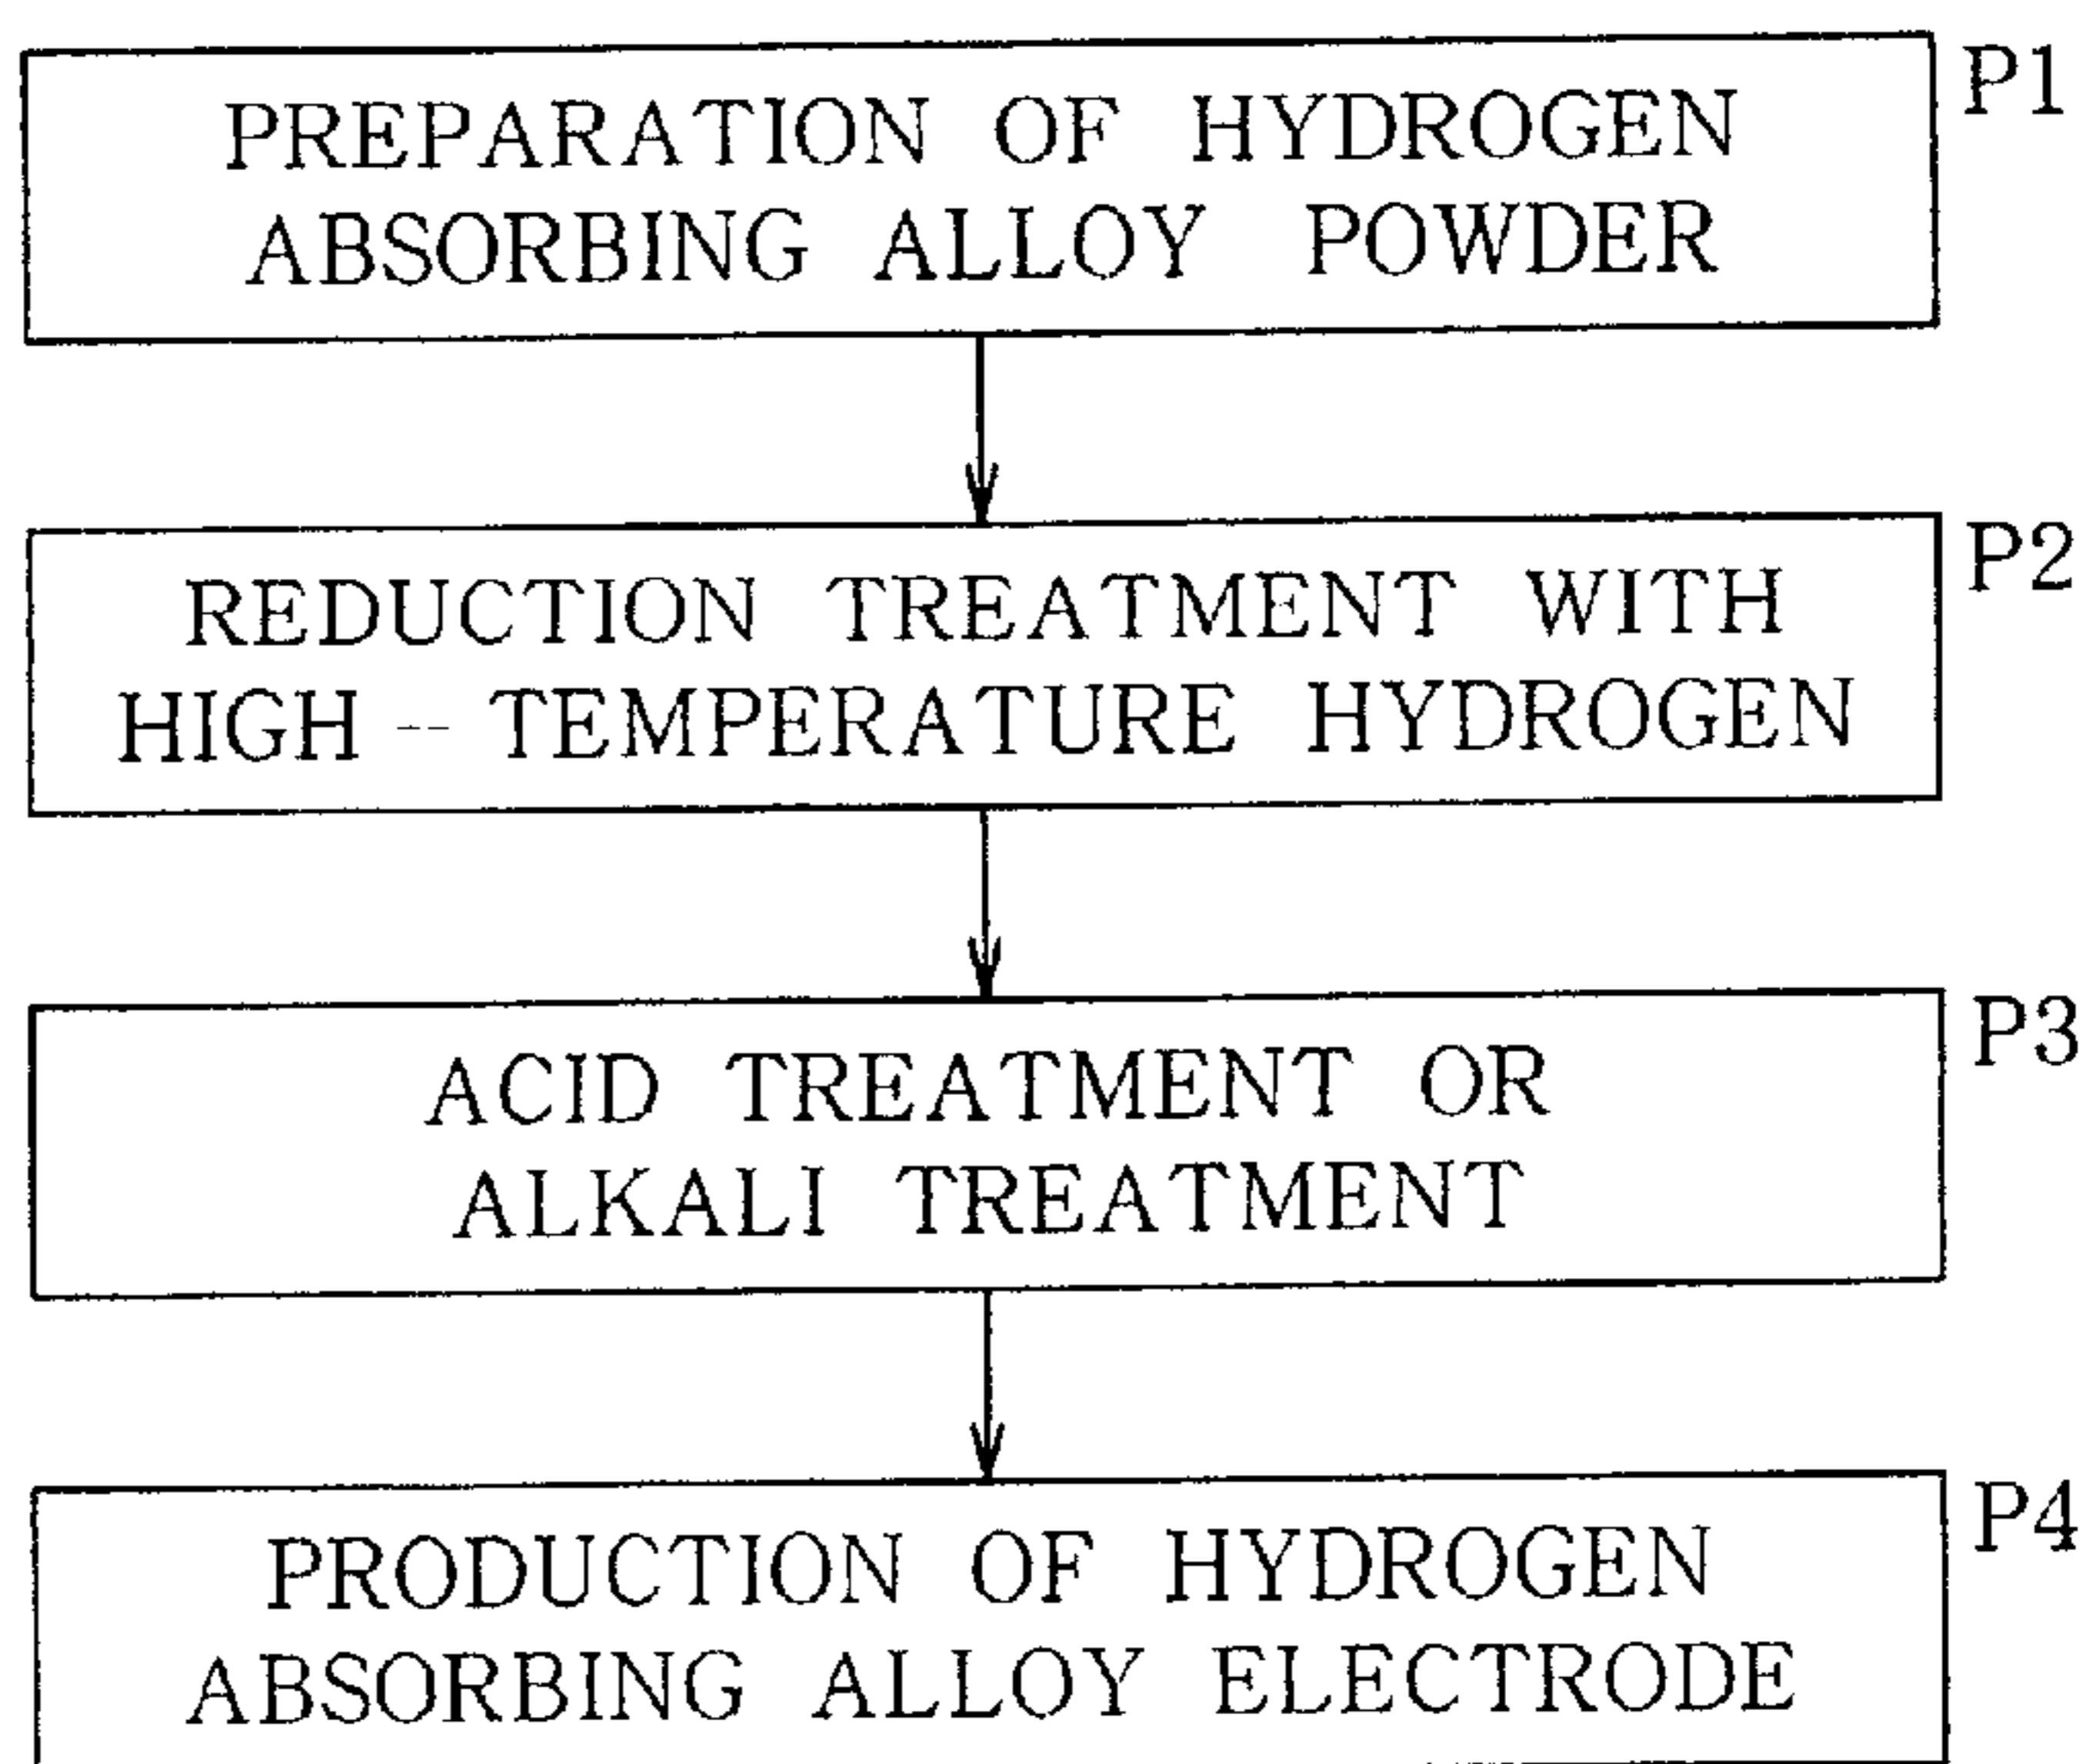 PREPARATION OF HYDROGEN P1
ABSORBING ALLOY POWDER
REDUCTION TREATMENT WITH P2
HIGH-TEMPERATURE HYDROGEN
ACID TREATMENT OR P3
ALKALI TREATMENT
PRODUCTION OF HYDROGEN P4
ABSORBING ALLOY ELECTRODE